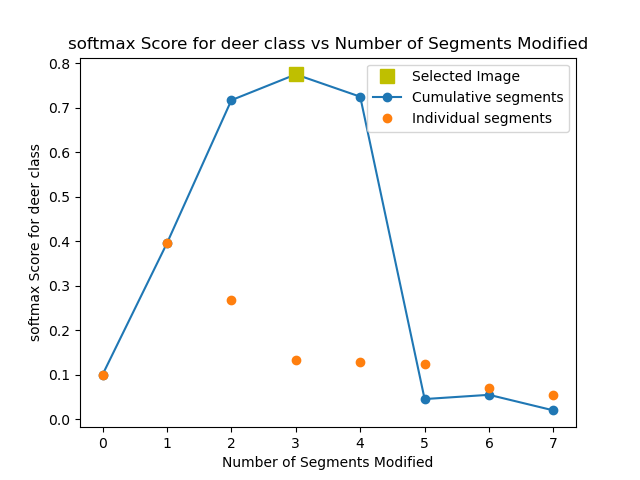 softmax Score for deer class vs Number of Segments Modified
Selected Image
Cumulative segments
Individual segments
softmax Score for deer class
0.8
0.7
0.6
0.5
0.4
0.3
0.2
0.1
0.0
0 1 2 3 4 5 6 7
Number of Segments Modified